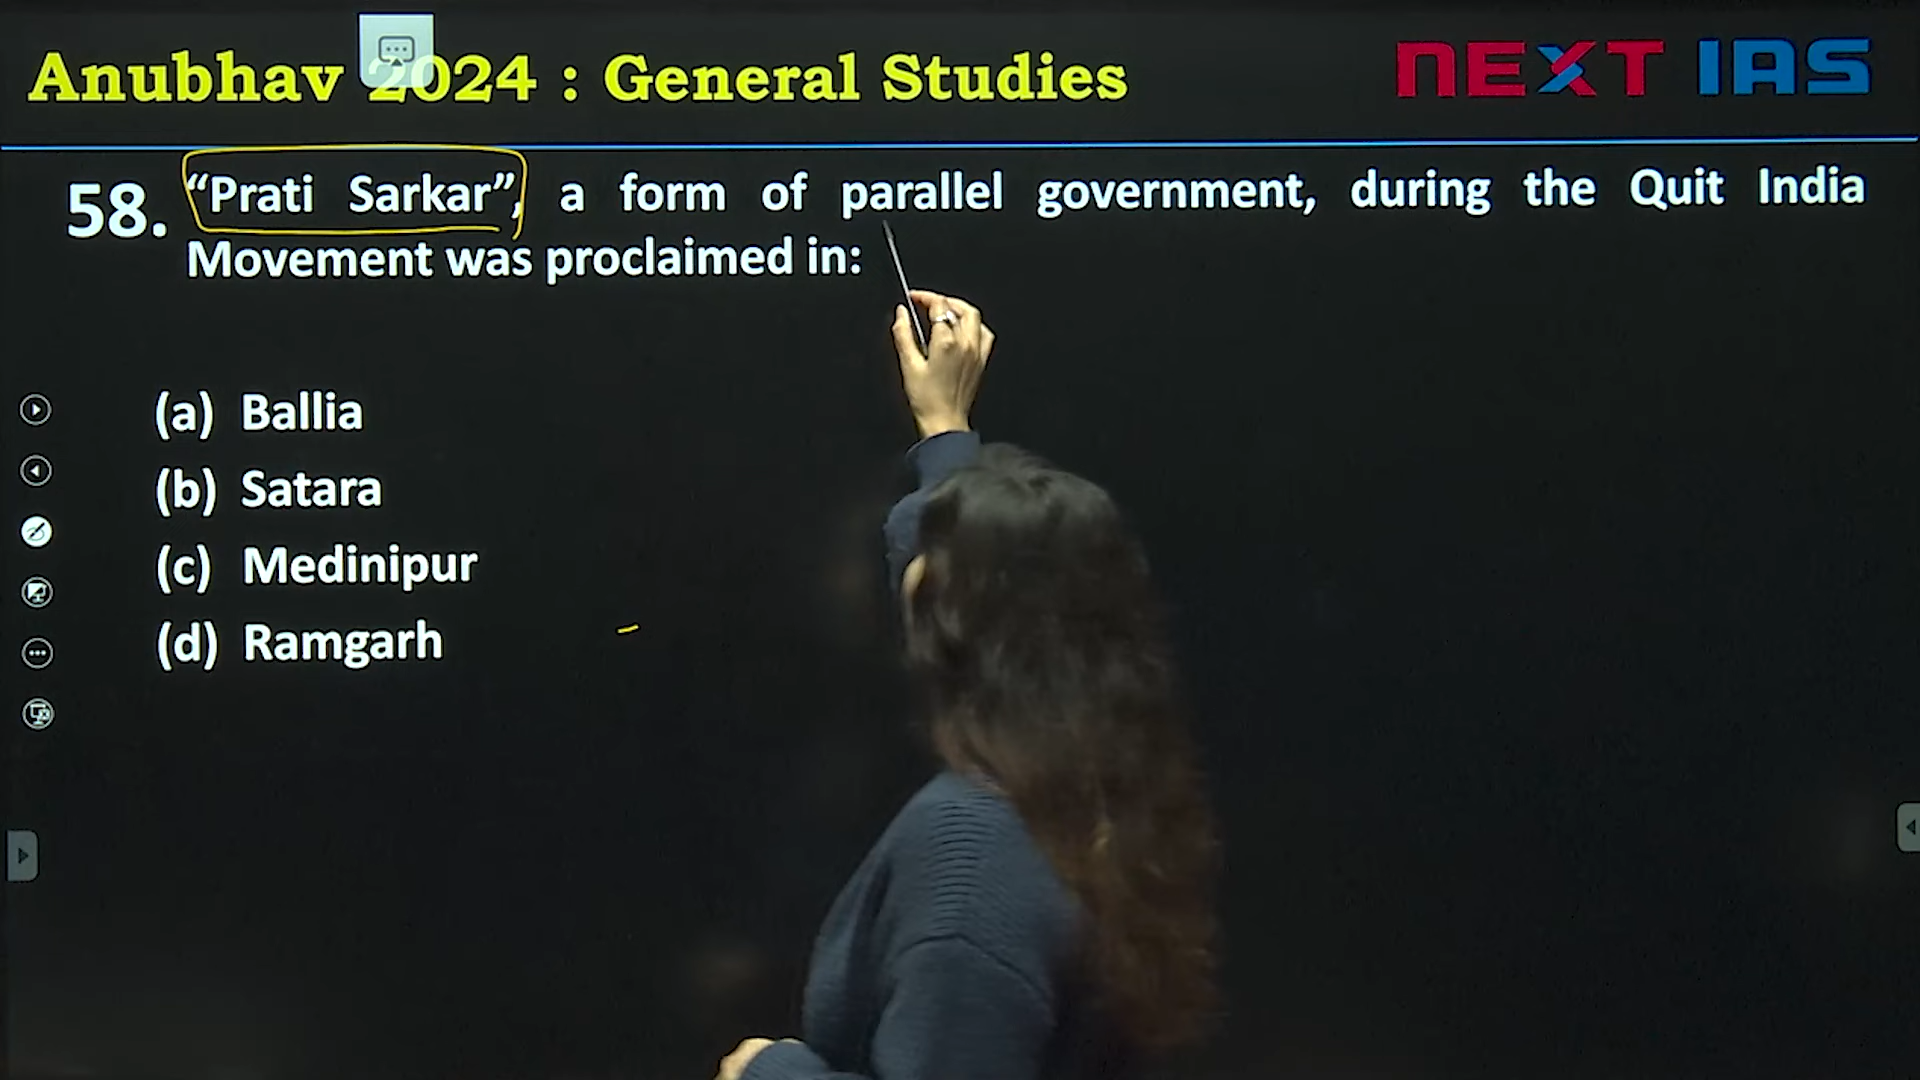 Anubhav 2024 : General Studies
NEXT IAS
58. “Prati Sarkar”, a form of parallel government, during the Quit India
Movement was proclaimed in:
(a) Ballia
(b) Satara
(c) Medinipur
(d) Ramgarh